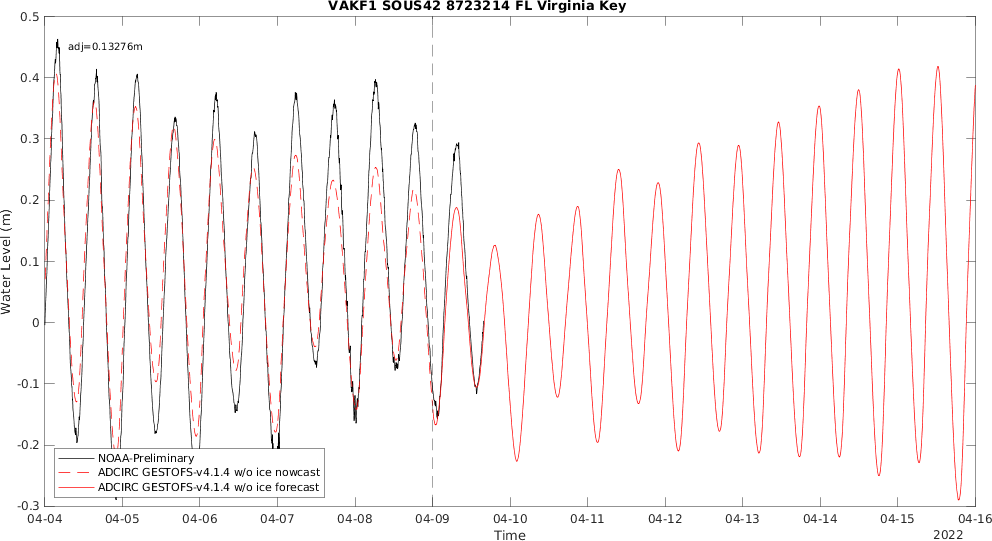 VAKF1 SOUS42 8723214 FL Virginia Key
adj=0.13276m
0.5
0.4
0.3
0.2
0.1
0
-0.1
-0.2
-0.3
Water Level (m)
NOAA-Preliminary
ADCIRC GESTOFS-v4.1.4 w/o ice nowcast
ADCIRC GESTOFS-v4.1.4 w/o ice forecast
04-04 04-05 04-06 04-07 04-08 04-09 04-10 04-11 04-12 04-13 04-14 04-15 04-16
Time
2022